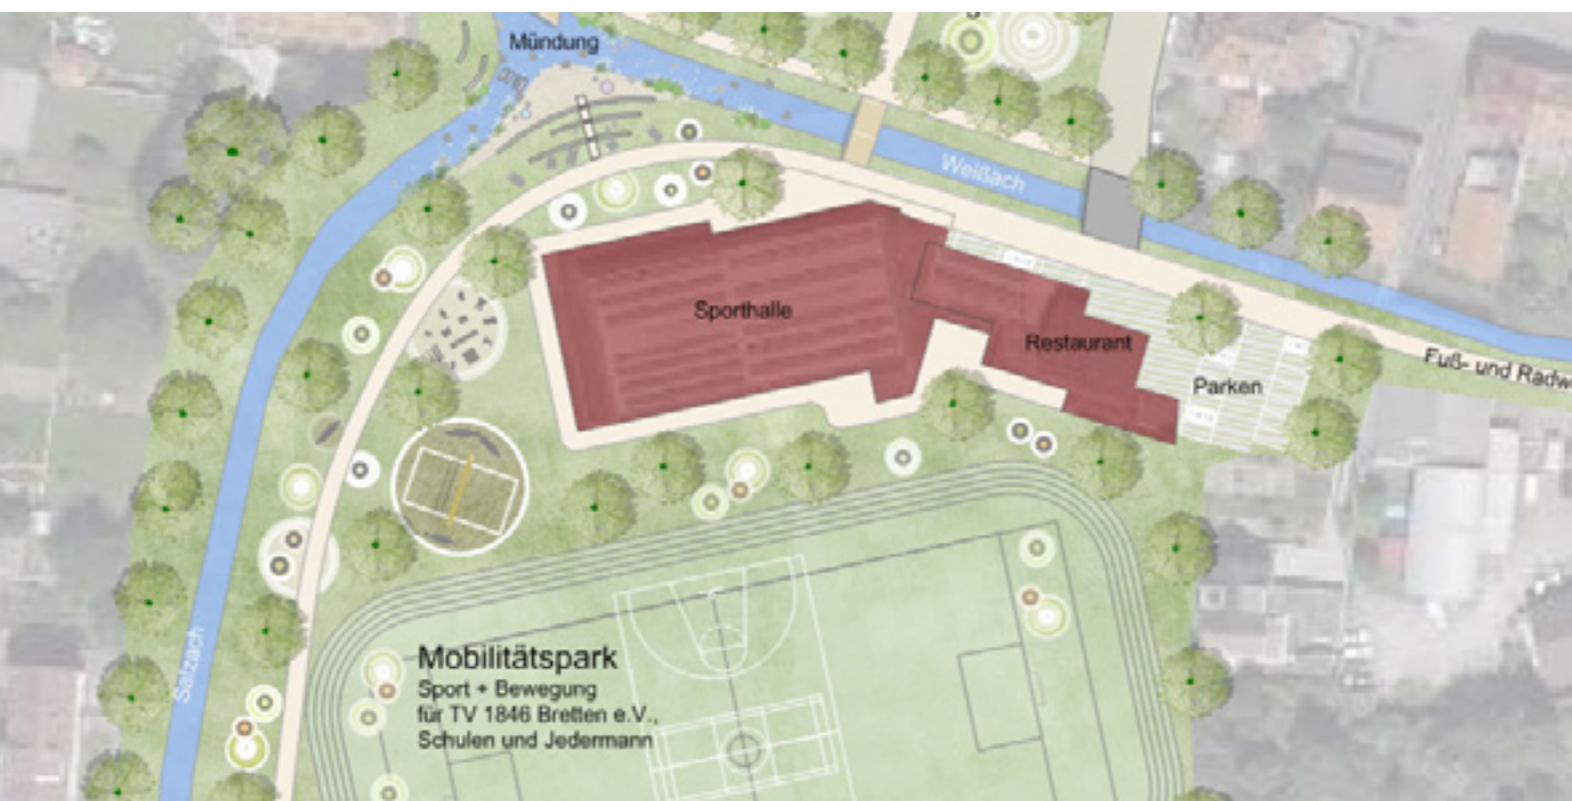 Mündung
Weißach
Sporthalle
Restaurant
Parken
Fuß- und Radw
Salzach
Mobilitätspark
Sport + Bewegung
für TV 1846 Bretten e.V.,
Schulen und Jedermann